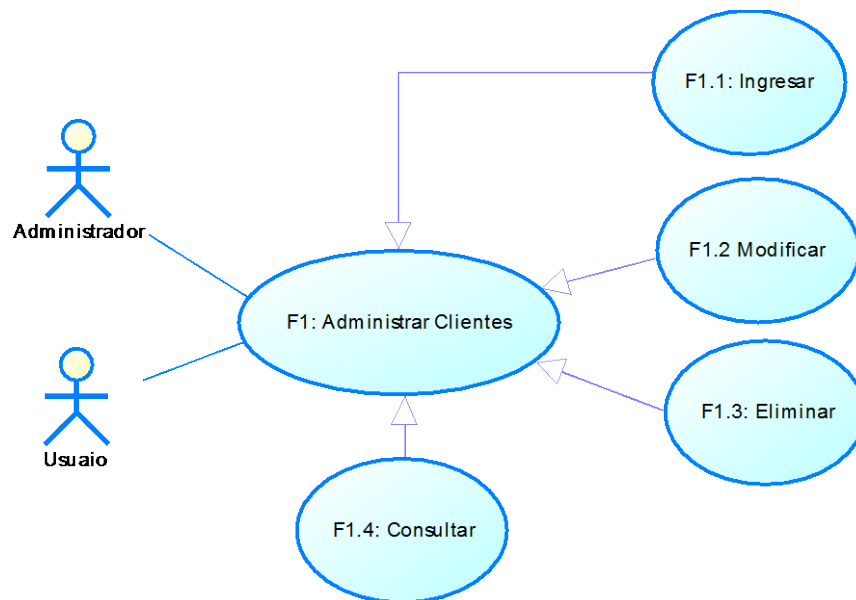 F1.1: Ingresar
Administrador
F1.2 Modificar
F1: Administrar Clientes
F1.3: Eliminar
Usuaio
F1.4: Consultar